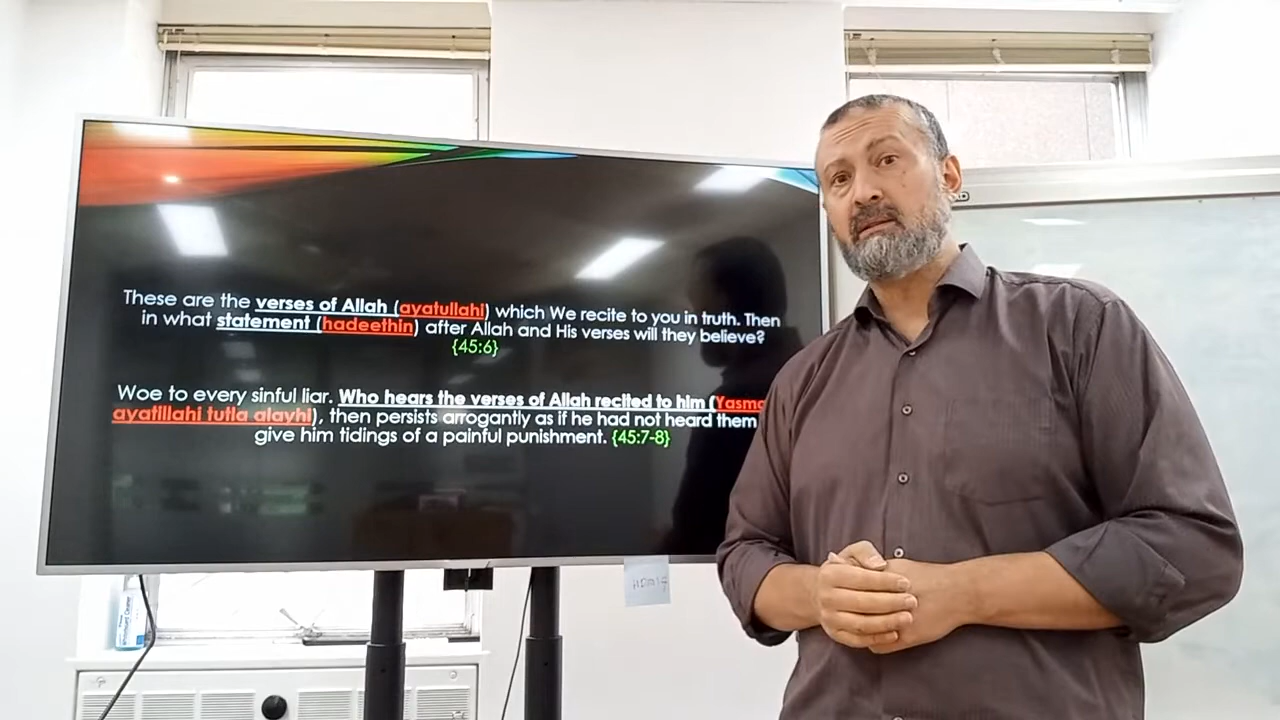 These are the verses of Allah (ayatullahi) which We recite to you in truth. Then
in what statement (hadeethin) after Allah and His verses will they believe?
{45:6}
Woe to every sinful liar. Who hears the verses of Allah recited to him (Yasma
ayatillahi tutla alayhi), then persists arrogantly as if he had not heard them
give him tidings of a painful punishment. {45:7-8}